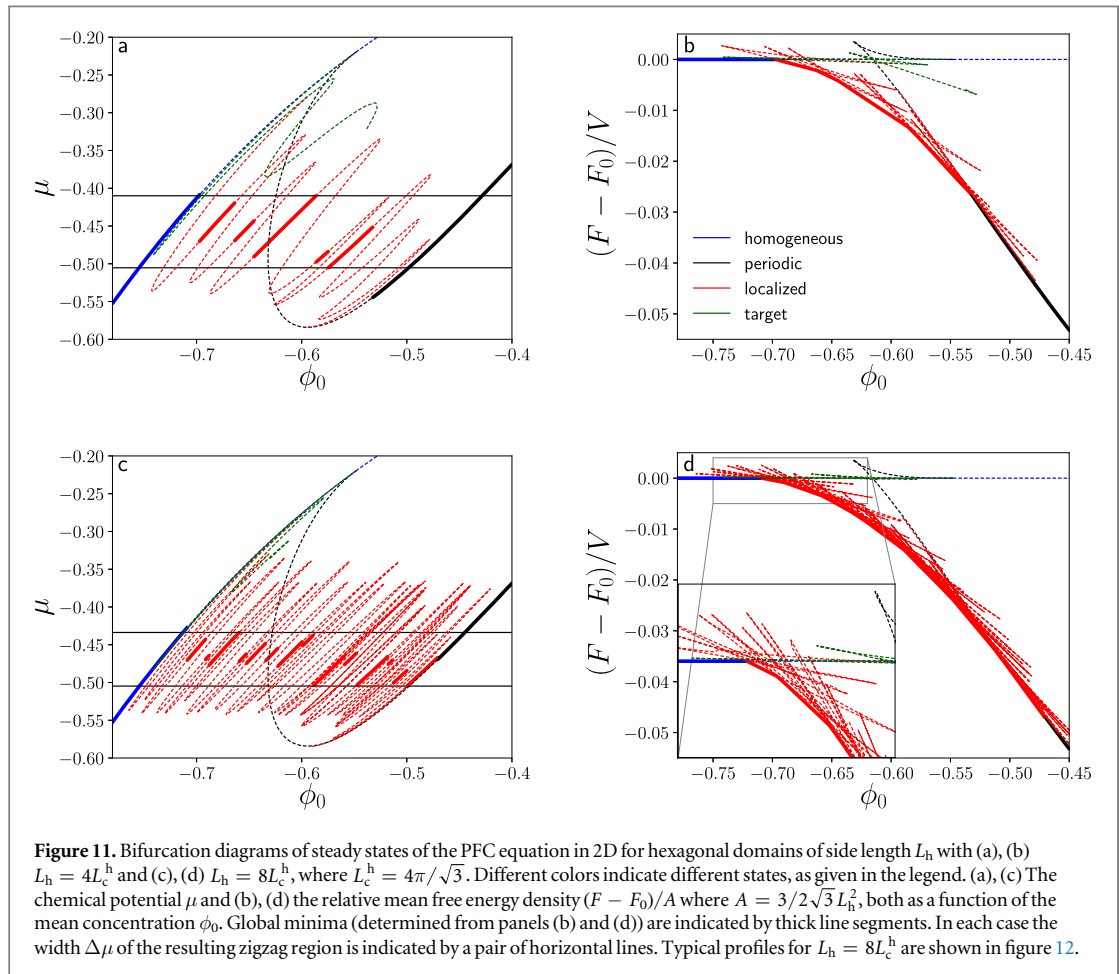 a
−0.20
−0.25
−0.30
−0.35
−0.40
−0.45
−0.50
−0.55
−0.60
μ
−0.7
−0.6
−0.5
−0.4
ϕ₀
b
0.00
−0.01
−0.02
−0.03
−0.04
−0.05
(F − F₀)/V
homogeneous
periodic
localized
target
−0.75
−0.70
−0.65
−0.60
−0.55
−0.50
−0.45
ϕ₀
c
−0.20
−0.25
−0.30
−0.35
−0.40
−0.45
−0.50
−0.55
−0.60
μ
−0.7
−0.6
−0.5
−0.4
ϕ₀
d
0.00
−0.01
−0.02
−0.03
−0.04
−0.05
(F − F₀)/V
−0.75
−0.70
−0.65
−0.60
−0.55
−0.50
−0.45
ϕ₀
Figure 11. Bifurcation diagrams of steady states of the PFC equation in 2D for hexagonal domains of side length L_h with (a), (b)
L_h = 4L_c^h and (c), (d) L_h = 8L_c^h, where L_c^h = 4π/√3. Different colors indicate different states, as given in the legend. (a), (c) The
chemical potential μ and (b), (d) the relative mean free energy density (F − F₀)/A where A = 3/2√3 L_h², both as a function of the
mean concentration ϕ₀. Global minima (determined from panels (b) and (d)) are indicated by thick line segments. In each case the
width Δμ of the resulting zigzag region is indicated by a pair of horizontal lines. Typical profiles for L_h = 8L_c^h are shown in figure 12.